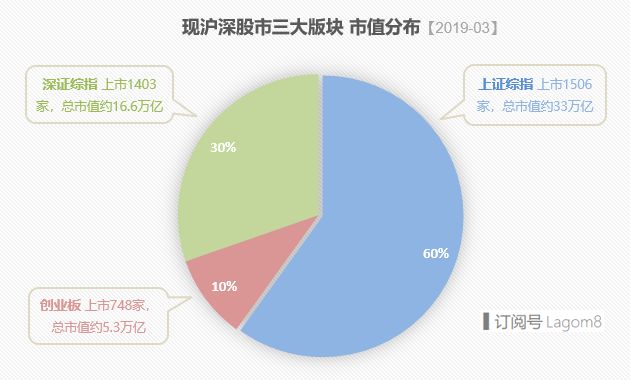 现沪深股市三大版块 市值分布【2019-03】
深证综指 上市1403
家，总市值约16.6万亿
上证综指 上市1506
家，总市值约33万亿
30%
60%
10%
创业板 上市748家，
总市值约5.3万亿
订阅号 Lagom8